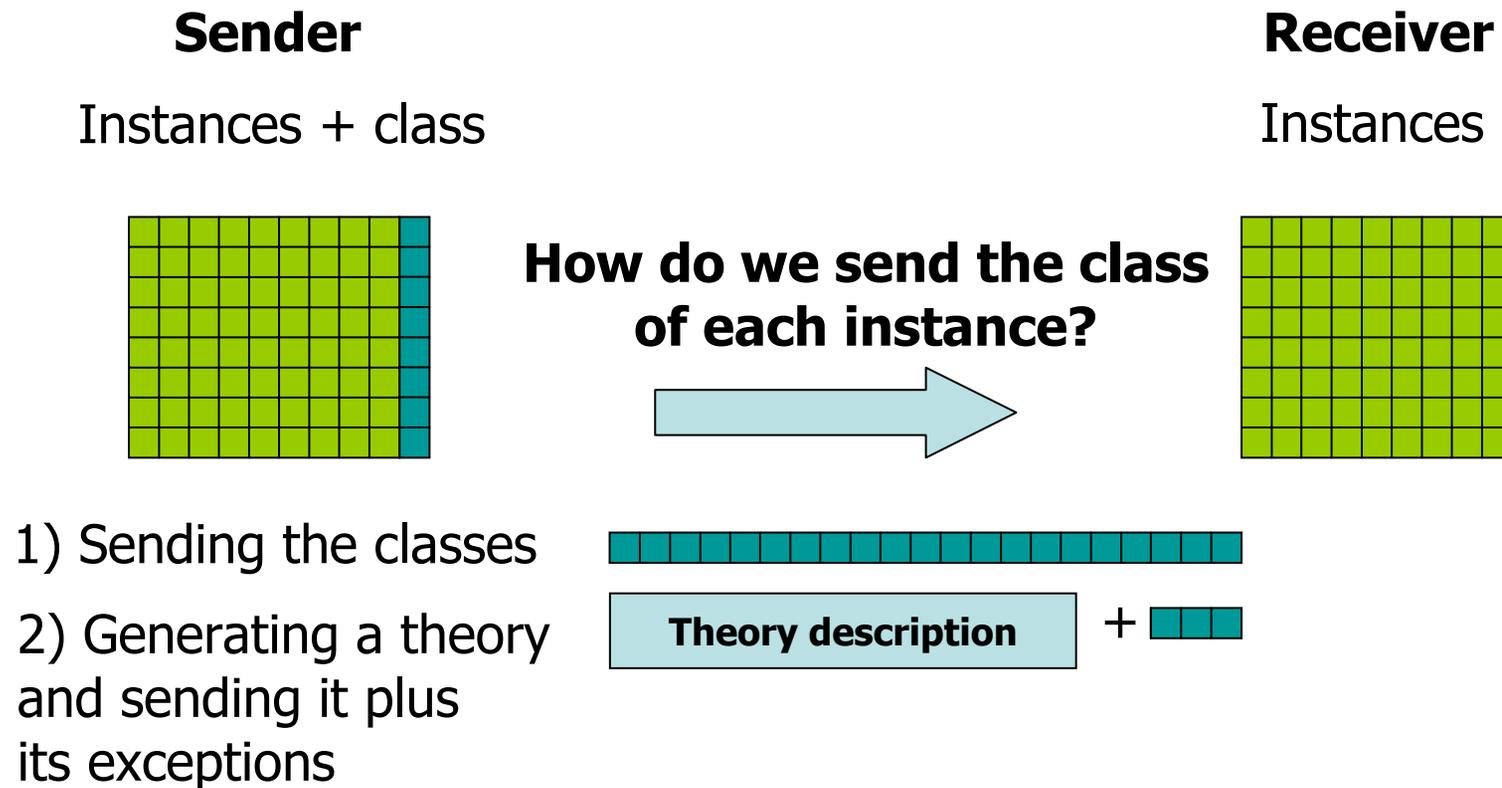 Sender
Receiver
Instances + class
Instances
How do we send the class
of each instance?
1) Sending the classes
2) Generating a theory
and sending it plus
its exceptions
Theory description
+